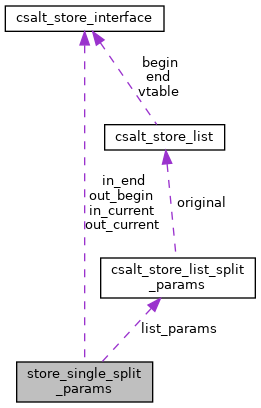 csalt_store_interface
begin
end
vtable
csalt_store_list
in_end
out_begin
in_current
out_current
original
csalt_store_list_split
_params
list_params
store_single_split
_params